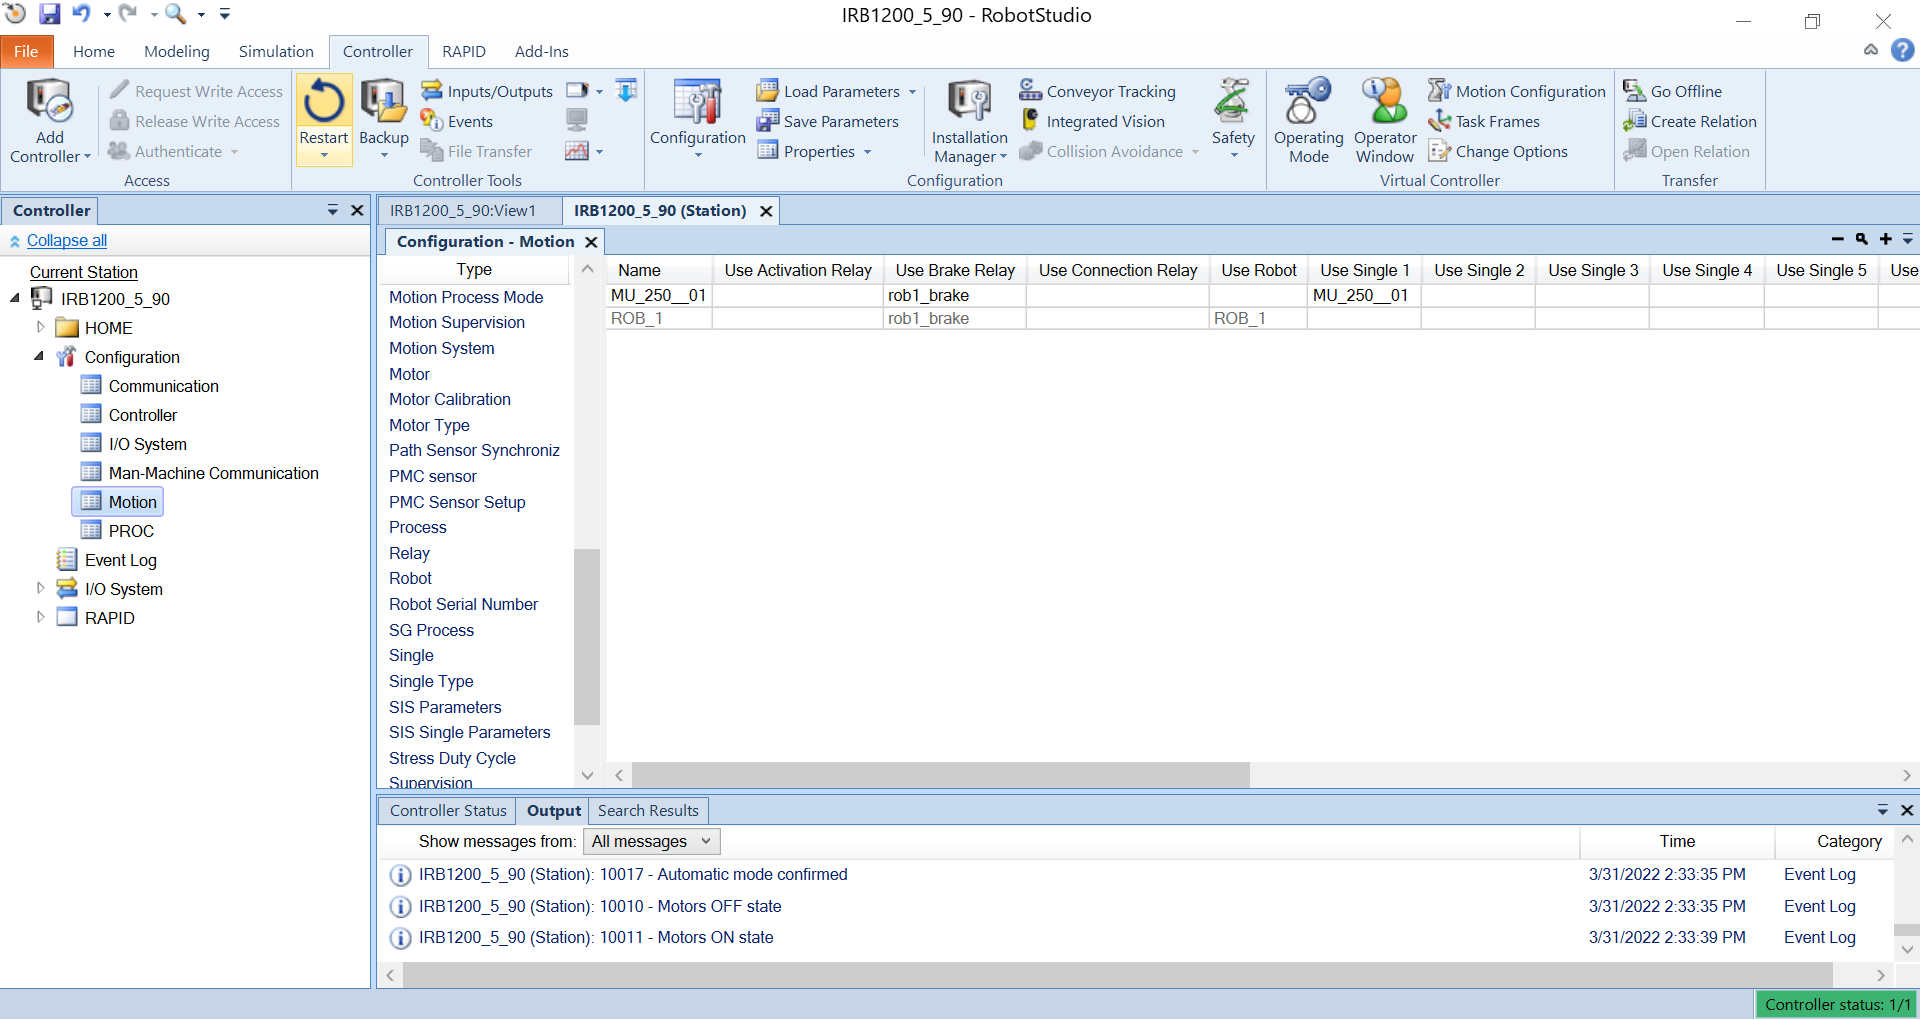 IRB1200_5_90 - RobotStudio
File Home Modeling Simulation Controller RAPID Add-Ins
Add Controller
Request Write Access
Release Write Access
Authenticate
Access
Restart
Backup
Inputs/Outputs
Events
File Transfer
Controller Tools
Configuration
Load Parameters
Save Parameters
Properties
Installation Manager
Conveyor Tracking
Integrated Vision
Collision Avoidance
Safety
Configuration
Operating Mode
Operator Window
Motion Configuration
Task Frames
Change Options
Virtual Controller
Go Offline
Create Relation
Open Relation
Transfer
Controller
Collapse all
Current Station
IRB1200_5_90
HOME
Configuration
Communication
Controller
I/O System
Man-Machine Communication
Motion
PROC
Event Log
I/O System
RAPID
IRB1200_5_90:View1
IRB1200_5_90 (Station)
Configuration - Motion
Type
Motion Process Mode
Motion Supervision
Motion System
Motor
Motor Calibration
Motor Type
Path Sensor Synchroniz
PMC sensor
PMC Sensor Setup
Process
Relay
Robot
Robot Serial Number
SG Process
Single
Single Type
SIS Parameters
SIS Single Parameters
Stress Duty Cycle
Supervision
Name Use Activation Relay Use Brake Relay Use Connection Relay Use Robot Use Single 1 Use Single 2 Use Single 3 Use Single 4 Use Single 5 Use
MU_250__01 rob1_brake MU_250__01
ROB_1 rob1_brake ROB_1
Controller Status Output Search Results
Show messages from: All messages Time Category
IRB1200_5_90 (Station): 10017 - Automatic mode confirmed 3/31/2022 2:33:35 PM Event Log
IRB1200_5_90 (Station): 10010 - Motors OFF state 3/31/2022 2:33:35 PM Event Log
IRB1200_5_90 (Station): 10011 - Motors ON state 3/31/2022 2:33:39 PM Event Log
Controller status: 1/1